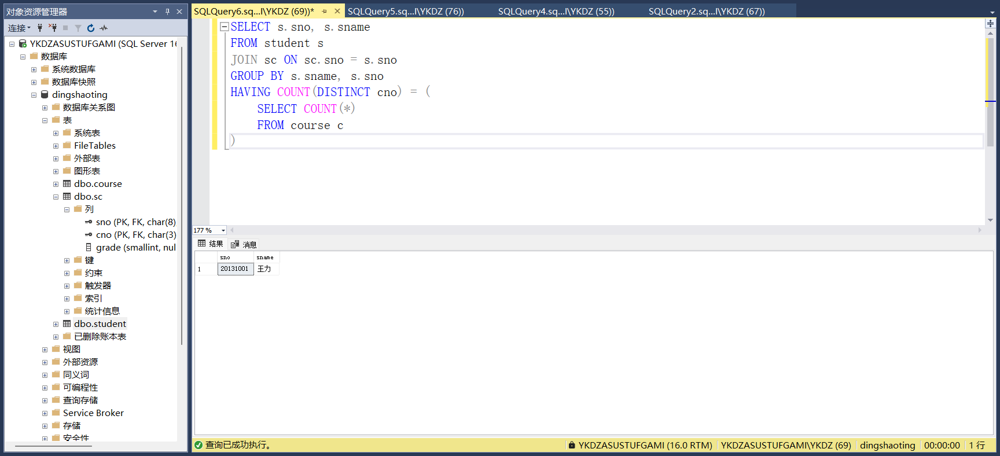 对象资源管理器
连接
YKDZASUSTUFGAMI (SQL Server 16
数据库
系统数据库
数据库快照
dingshaoting
数据库关系图
表
系统表
FileTables
外部表
图形表
dbo.course
dbo.sc
列
sno (PK, FK, char(8)
cno (PK, FK, char(3)
grade (smallint, nul
键
约束
触发器
索引
统计信息
dbo.student
已删除账本表
视图
外部资源
同义词
可编程性
查询存储
Service Broker
存储
安全性
SQLQuery6.sq...I\YKDZ (69))* SQLQuery5.sq...I\YKDZ (76)) SQLQuery4.sq...I\YKDZ (55)) SQLQuery2.sq...I\YKDZ (67))
SELECT s.sno, s.sname
FROM student s
JOIN sc ON sc.sno = s.sno
GROUP BY s.sname, s.sno
HAVING COUNT(DISTINCT cno) = (
SELECT COUNT(*)
FROM course c
)
177 %
结果 消息
sno sname
1 20131001 王力
查询已成功执行。 YKDZASUSTUFGAMI (16.0 RTM) YKDZASUSTUFGAMI\YKDZ (69) dingshaoting 00:00:00 1 行